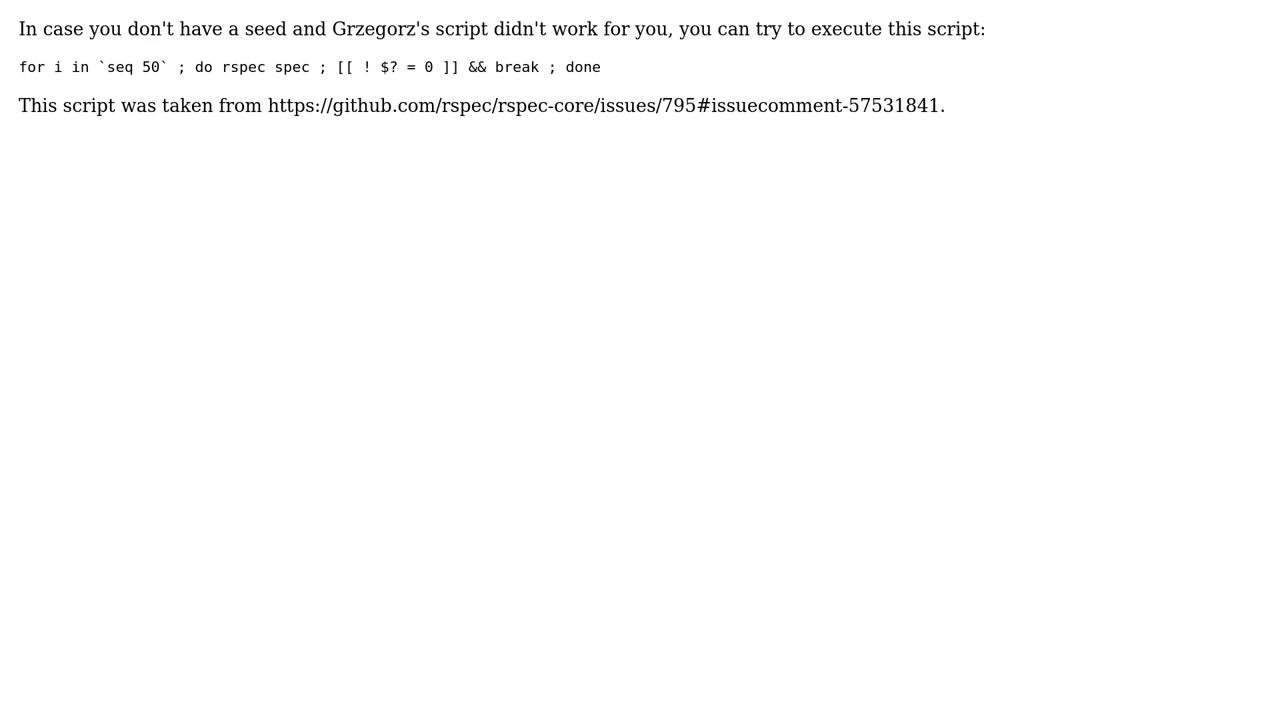 In case you don't have a seed and Grzegorz's script didn't work for you, you can try to execute this script:
for i in `seq 50` ; do rspec spec ; [[ ! $? = 0 ]] && break ; done
This script was taken from https://github.com/rspec/rspec-core/issues/795#issuecomment-57531841.